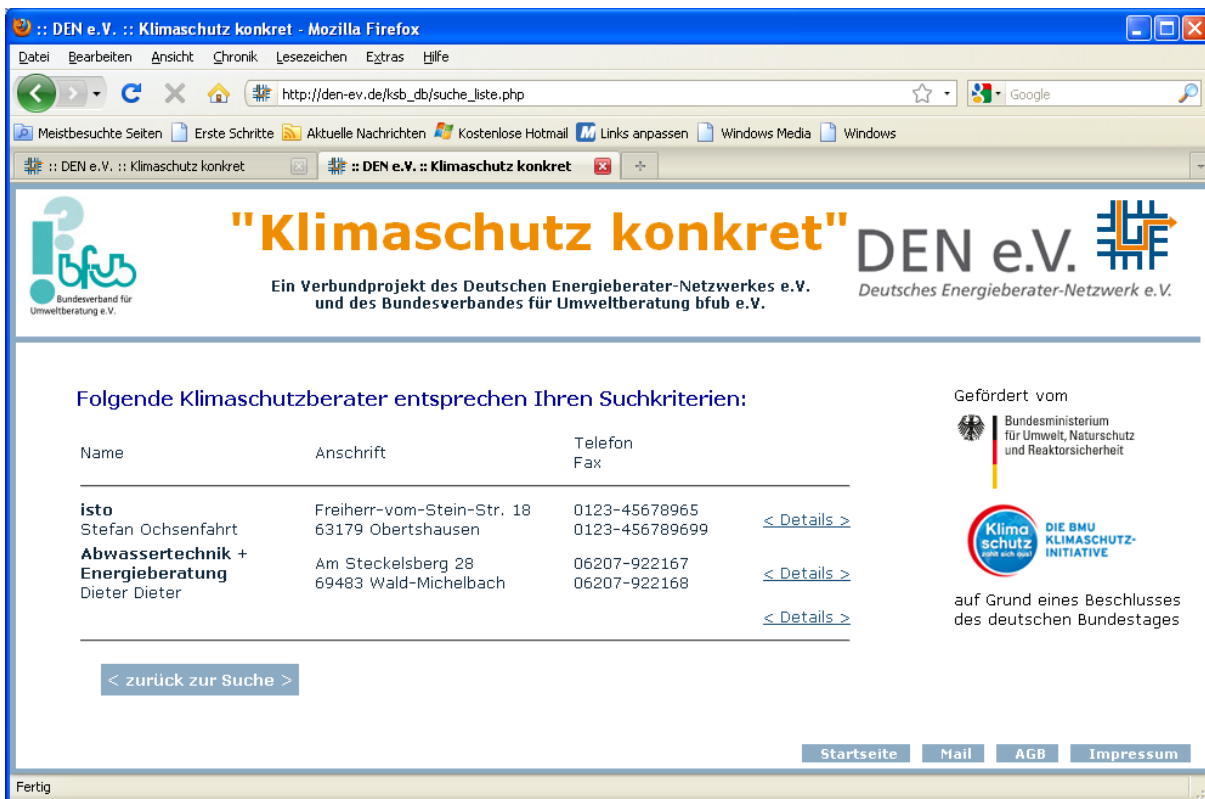 :: DEN e.V. :: Klimaschutz konkret - Mozilla Firefox
Datei Bearbeiten Ansicht Chronik Lesezeichen Extras Hilfe
http://den-ev.de/ksb_db/suche_liste.php Google
Meistbesuchte Seiten Erste Schritte Aktuelle Nachrichten Kostenlose Hotmail Links anpassen Windows Media Windows
:: DEN e.V. :: Klimaschutz konkret :: DEN e.V. :: Klimaschutz konkret
bfub
Bundesverband für
Umweltberatung e.V.
"Klimaschutz konkret"
Ein Verbundprojekt des Deutschen Energieberater-Netzwerkes e.V.
und des Bundesverbandes für Umweltberatung bfub e.V.
DEN e.V.
Deutsches Energieberater-Netzwerk e.V.
Folgende Klimaschutzberater entsprechen Ihren Suchkriterien:
Name Anschrift Telefon
Fax
isto Freiherr-vom-Stein-Str. 18 0123-45678965
Stefan Ochsenfahrt 63179 Obertshausen 0123-456789699 < Details >
Abwassertechnik +
Energieberatung
Dieter Dieter
Am Steckelsberg 28 06207-922167
69483 Wald-Michelbach 06207-922168
< Details >
< Details >
< zurück zur Suche >
Gefördert vom
Bundesministerium
für Umwelt, Naturschutz
und Reaktorsicherheit
Klima
schutz
zahlt sich aus!
DIE BMU
KLIMASCHUTZ-
INITIATIVE
auf Grund eines Beschlusses
des deutschen Bundestages
Startseite Mail AGB Impressum
Fertig